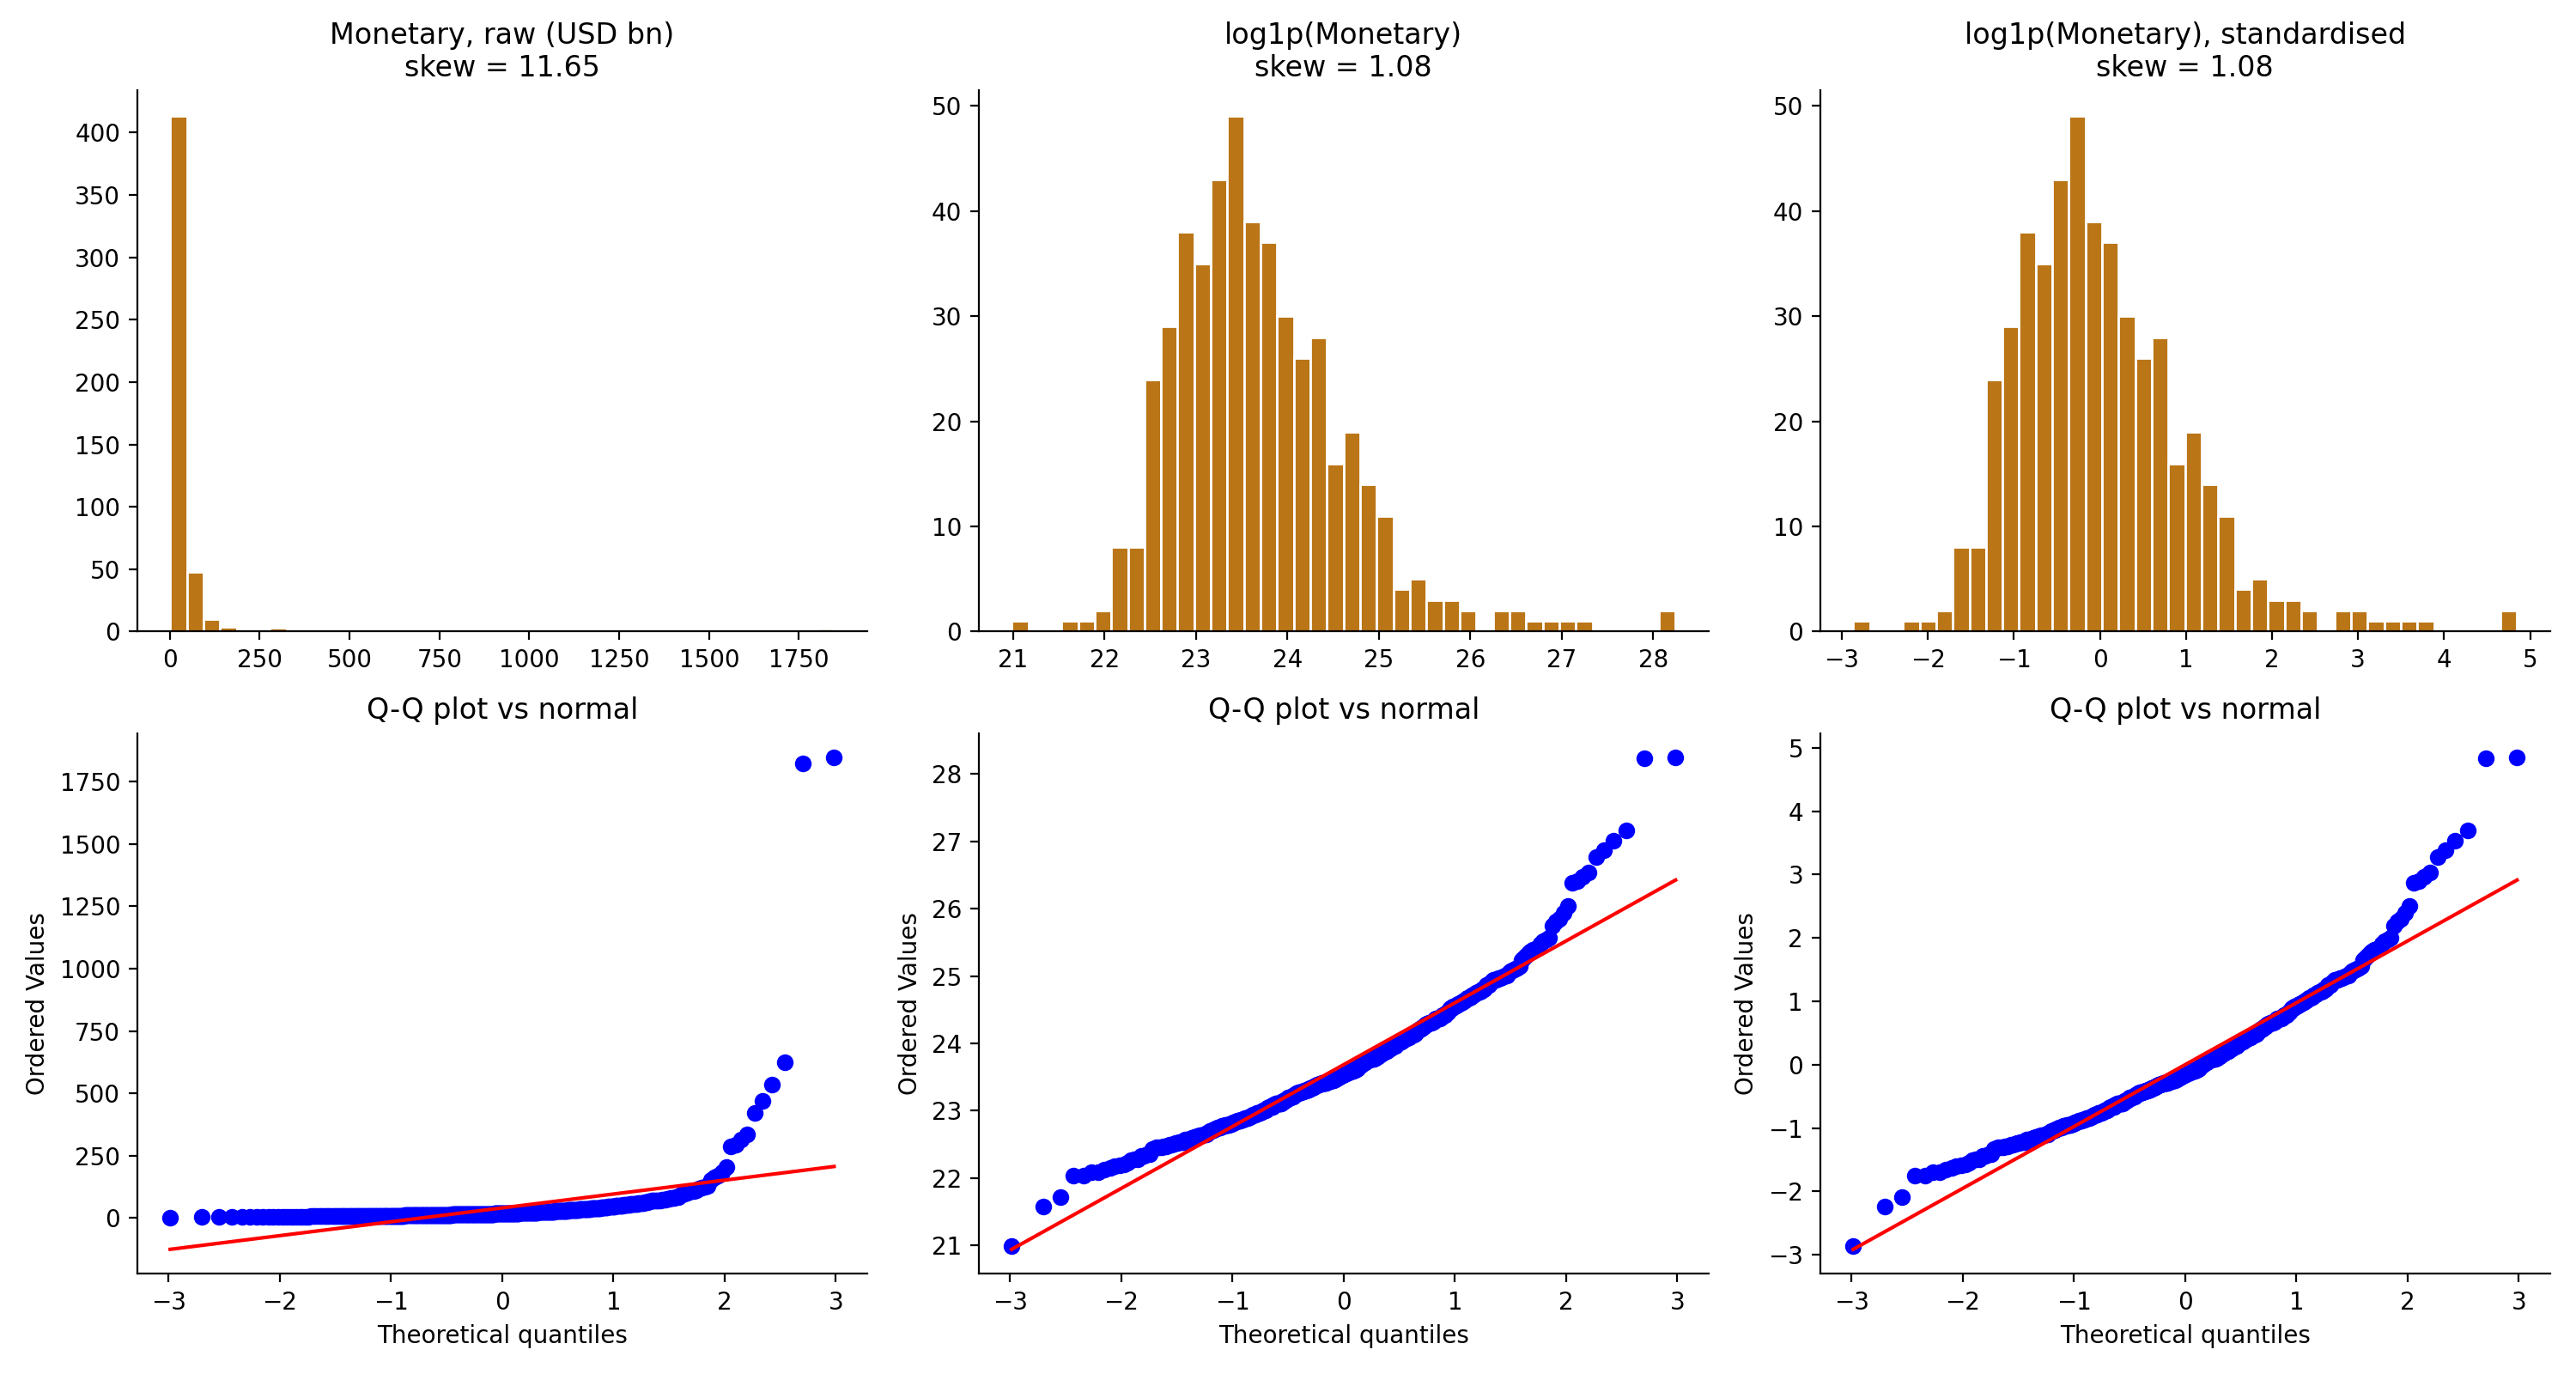 Monetary, raw (USD bn)
skew = 11.65
400
350
300
250
200
150
100
50
0
0 250 500 750 1000 1250 1500 1750
log1p(Monetary)
skew = 1.08
50
40
30
20
10
0
21 22 23 24 25 26 27 28
log1p(Monetary), standardised
skew = 1.08
50
40
30
20
10
0
−3 −2 −1 0 1 2 3 4 5
Q-Q plot vs normal
Ordered Values
1750
1500
1250
1000
750
500
250
0
−3 −2 −1 0 1 2 3
Theoretical quantiles
Q-Q plot vs normal
Ordered Values
28
27
26
25
24
23
22
21
−3 −2 −1 0 1 2 3
Theoretical quantiles
Q-Q plot vs normal
Ordered Values
5
4
3
2
1
0
−1
−2
−3
−3 −2 −1 0 1 2 3
Theoretical quantiles